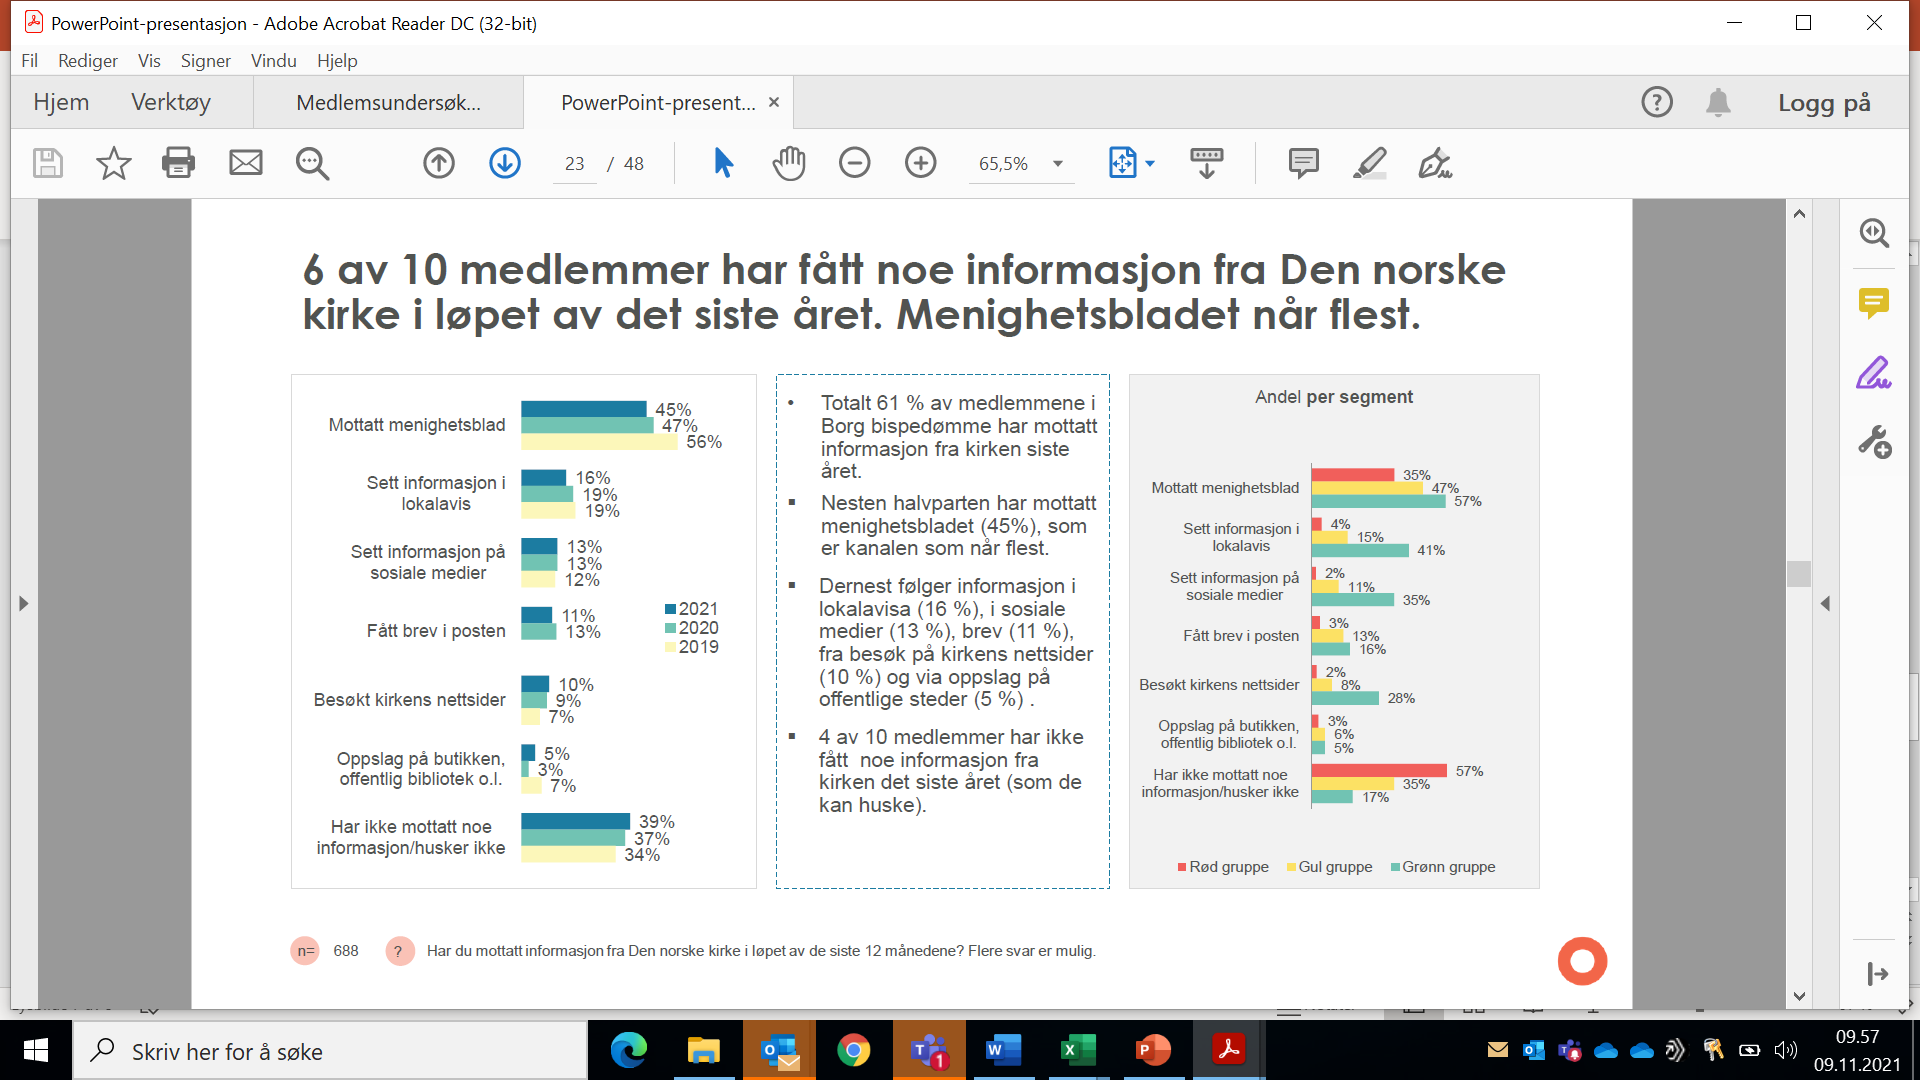 PowerPoint-presentasjon - Adobe Acrobat Reader DC (32-bit)
Fil Rediger Vis Signer Vindu Hjelp
Hjem Verktøy Medlemsundersøk... PowerPoint-present... × Logg på
23 / 48 65,5%
6 av 10 medlemmer har fått noe informasjon fra Den norske
kirke i løpet av det siste året. Menighetsbladet når flest.
Mottatt menighetsblad
45%
47%
56%
Sett informasjon i
lokalavis
16%
19%
19%
Sett informasjon på
sosiale medier
13%
13%
12%
Fått brev i posten
11%
13%
2021
2020
2019
Besøkt kirkens nettsider
10%
9%
7%
Oppslag på butikken,
offentlig bibliotek o.l.
5%
3%
7%
Har ikke mottatt noe
informasjon/husker ikke
39%
37%
34%
• Totalt 61 % av medlemmene i
Borg bispedømme har mottatt
informasjon fra kirken siste
året.
▪ Nesten halvparten har mottatt
menighetsbladet (45%), som
er kanalen som når flest.
▪ Dernest følger informasjon i
lokalavisa (16 %), i sosiale
medier (13 %), brev (11 %),
fra besøk på kirkens nettsider
(10 %) og via oppslag på
offentlige steder (5 %) .
▪ 4 av 10 medlemmer har ikke
fått noe informasjon fra
kirken det siste året (som de
kan huske).
Andel per segment
Mottatt menighetsblad
35%
47%
57%
Sett informasjon i
lokalavis
4%
15%
41%
Sett informasjon på
sosiale medier
2%
11%
35%
Fått brev i posten
3%
13%
16%
Besøkt kirkens nettsider
2%
8%
28%
Oppslag på butikken,
offentlig bibliotek o.l.
3%
6%
5%
Har ikke mottatt noe
informasjon/husker ikke
57%
35%
17%
Rød gruppe Gul gruppe Grønn gruppe
n= 688 ? Har du mottatt informasjon fra Den norske kirke i løpet av de siste 12 månedene? Flere svar er mulig.
Skriv her for å søke
1
09.57
09.11.2021